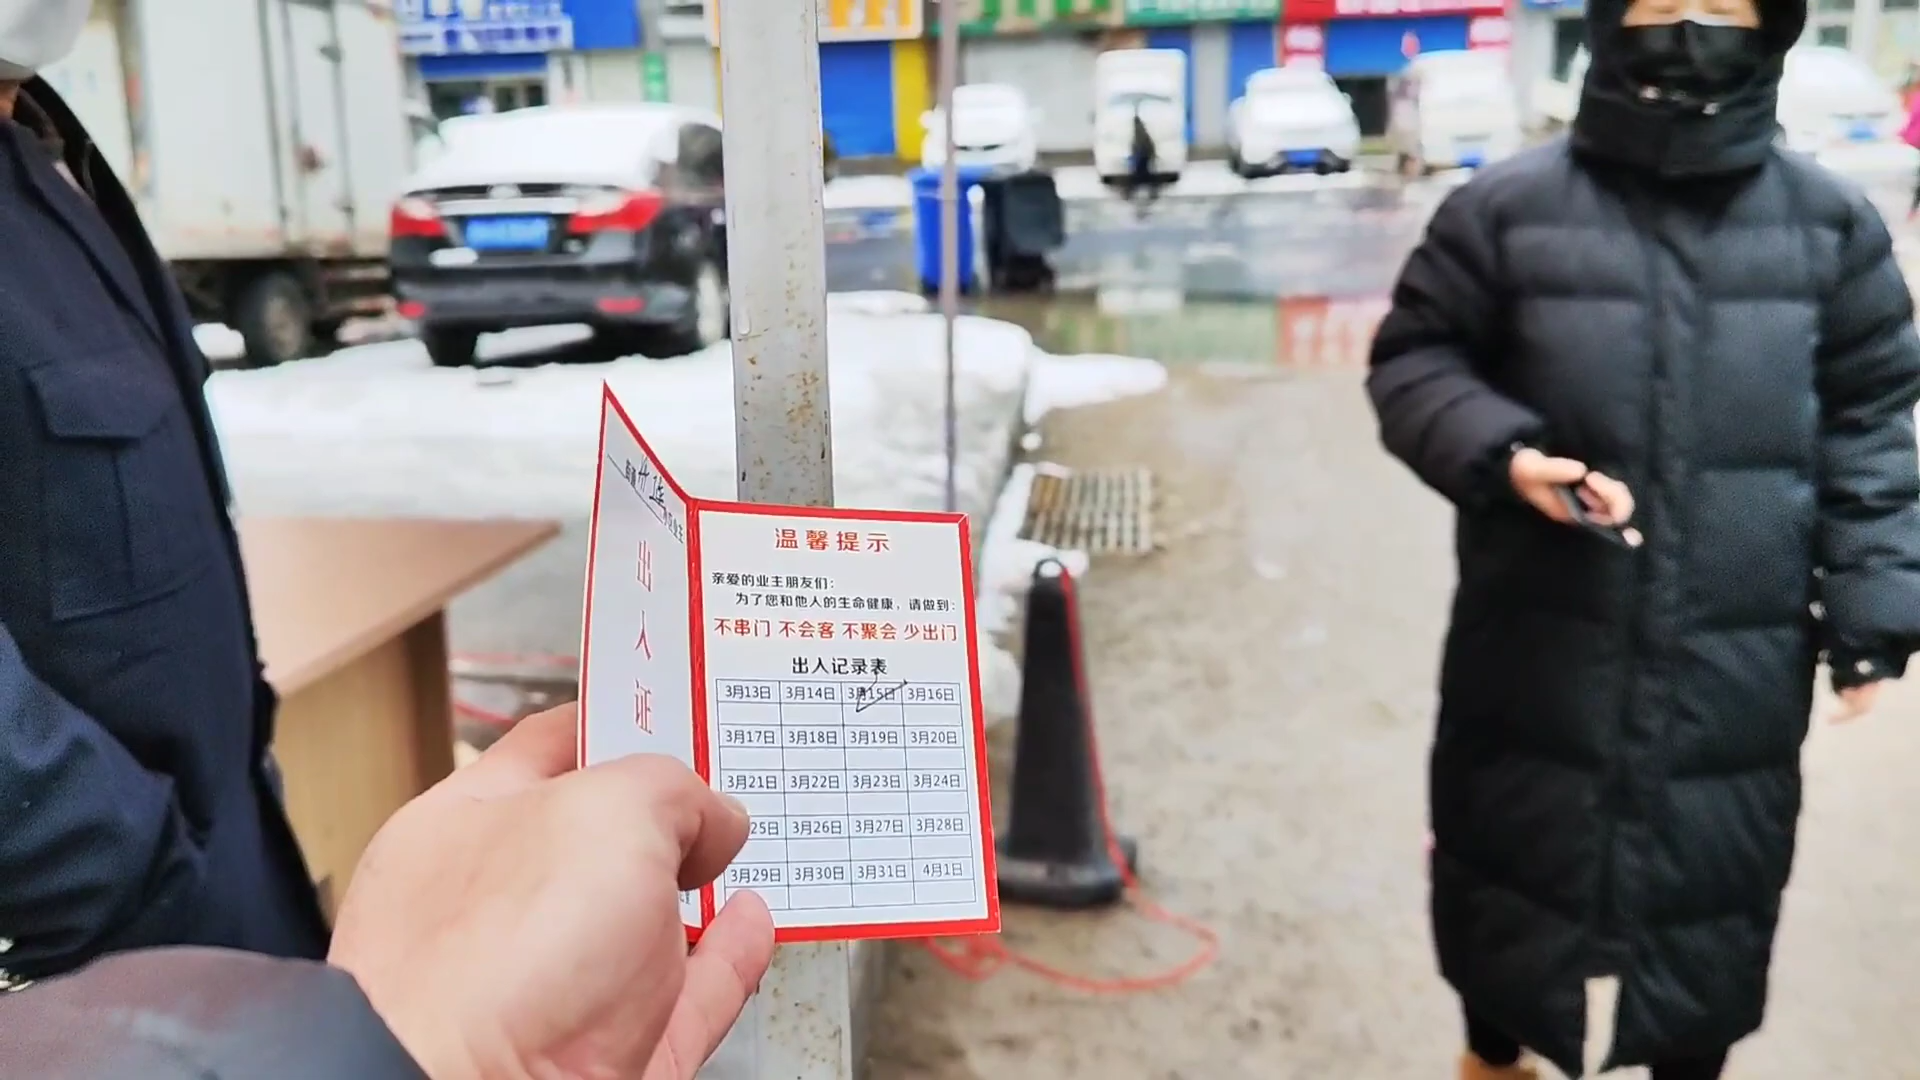 出入证
温馨提示
亲爱的业主朋友们：
为了您和他人的生命健康，请做到：
不串门 不会客 不聚会 少出门
出入记录表
3月13日 3月14日 3月15日 3月16日
3月17日 3月18日 3月19日 3月20日
3月21日 3月22日 3月23日 3月24日
25日 3月26日 3月27日 3月28日
3月29日 3月30日 3月31日 4月1日